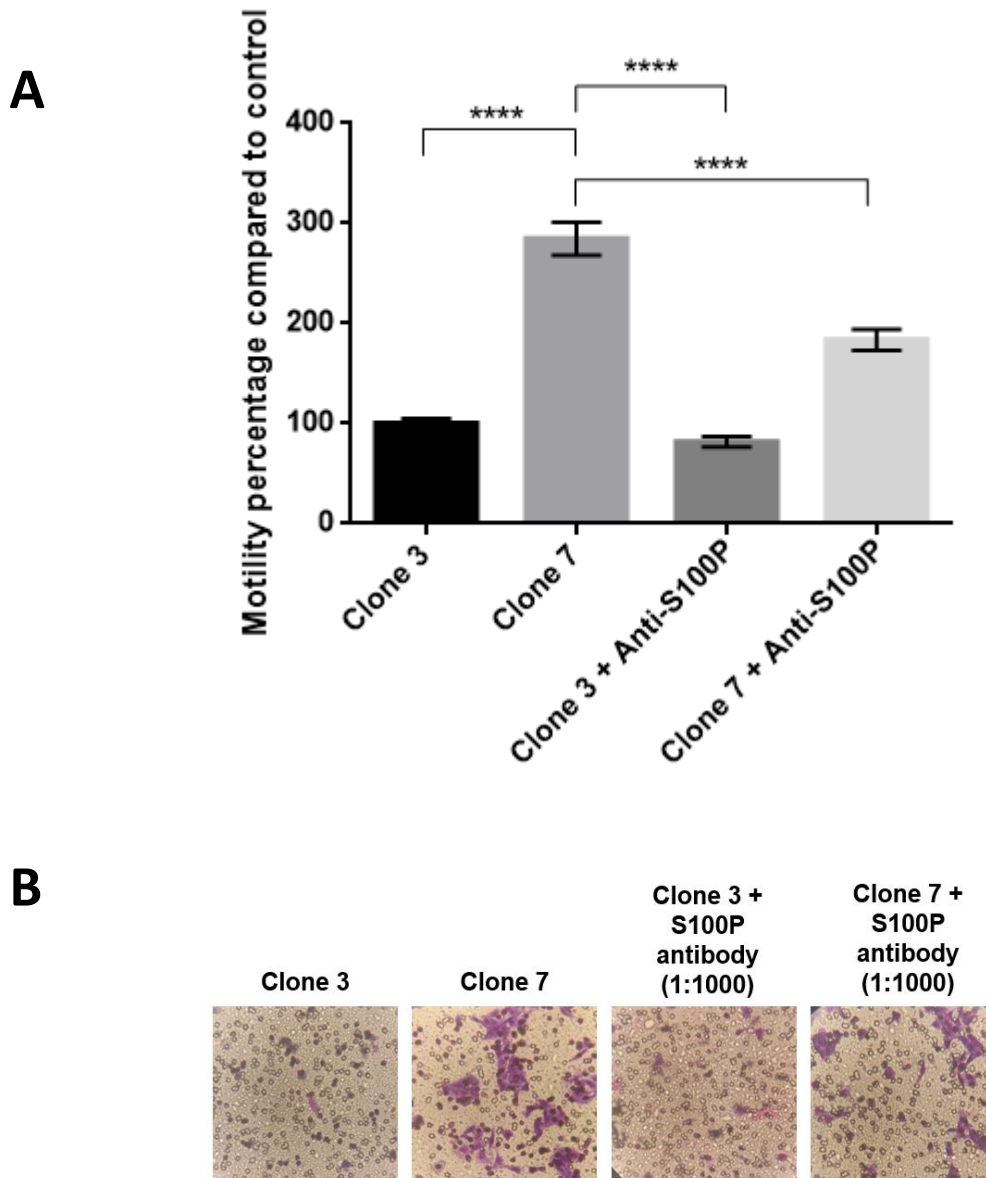 A
Motility percentage compared to control
****
****
****
400
300
200
100
0
Clone 3
Clone 7
Clone 3 + Anti-S100P
Clone 7 + Anti-S100P
B
Clone 3
Clone 7
Clone 3 +
S100P
antibody
(1:1000)
Clone 7 +
S100P
antibody
(1:1000)